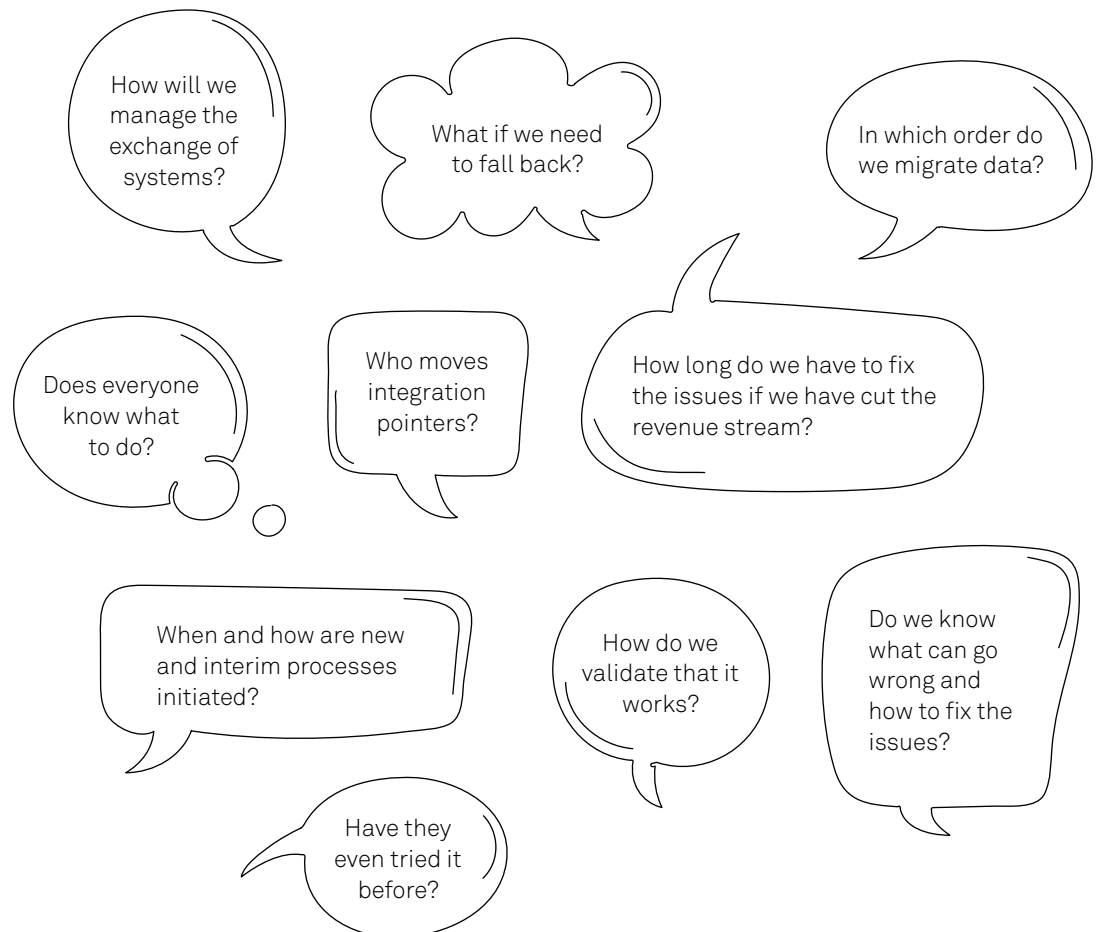 How will we
manage the
exchange of
systems?
What if we need
to fall back?
In which order do
we migrate data?
Does everyone
know what
to do?
Who moves
integration
pointers?
How long do we have to fix
the issues if we have cut the
revenue stream?
When and how are new
and interim processes
initiated?
How do we
validate that it
works?
Do we know
what can go
wrong and
how to fix the
issues?
Have they
even tried it
before?